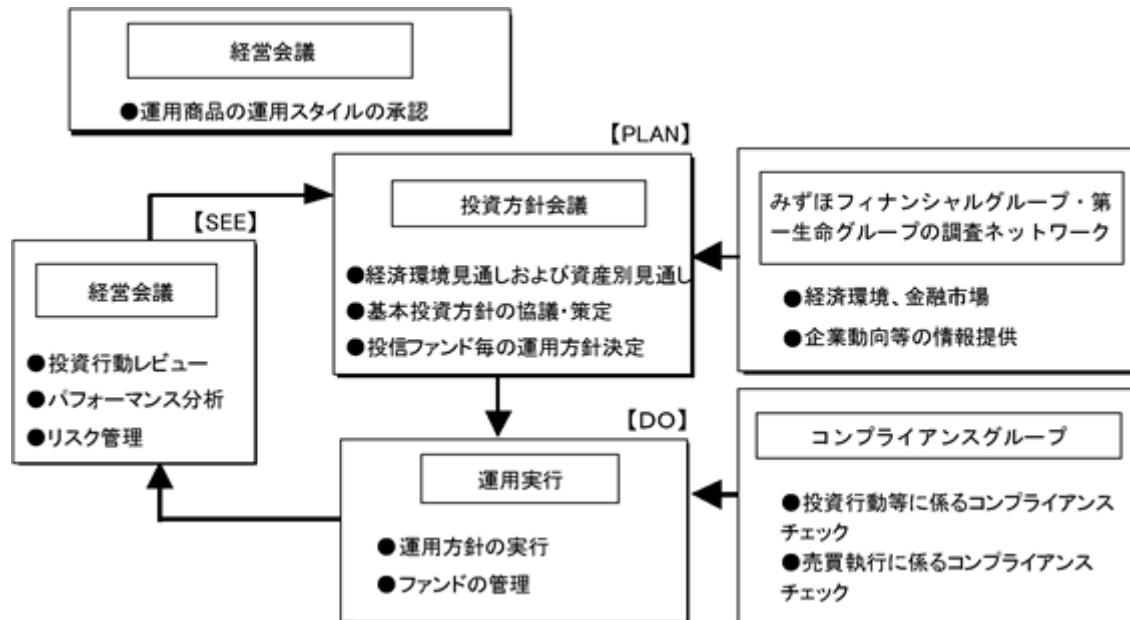 経営会議
●運用商品の運用スタイルの承認
【PLAN】
投資方針会議
●経済環境見通しおよび資産別見通し
●基本投資方針の協議・策定
●投信ファンド毎の運用方針決定
みずほフィナンシャルグループ・第
一生命グループの調査ネットワーク
●経済環境、金融市場
●企業動向等の情報提供
【SEE】
経営会議
●投資行動レビュー
●パフォーマンス分析
●リスク管理
【DO】
運用実行
●運用方針の実行
●ファンドの管理
コンプライアンスグループ
●投資行動等に係るコンプライアンス
チェック
●売買執行に係るコンプライアンス
チェック